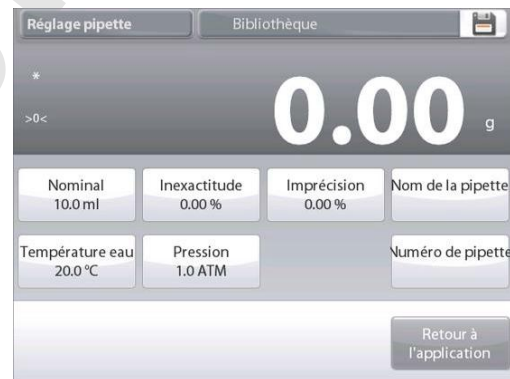 Réglage pipette
Bibliothèque
*
>0<
0.00 g
Nominal
10.0 ml
Inexactitude
0.00 %
Imprécision
0.00 %
Nom de la pipette
Température eau
20.0 °C
Pression
1.0 ATM
Numéro de pipette
Retour à
l'application